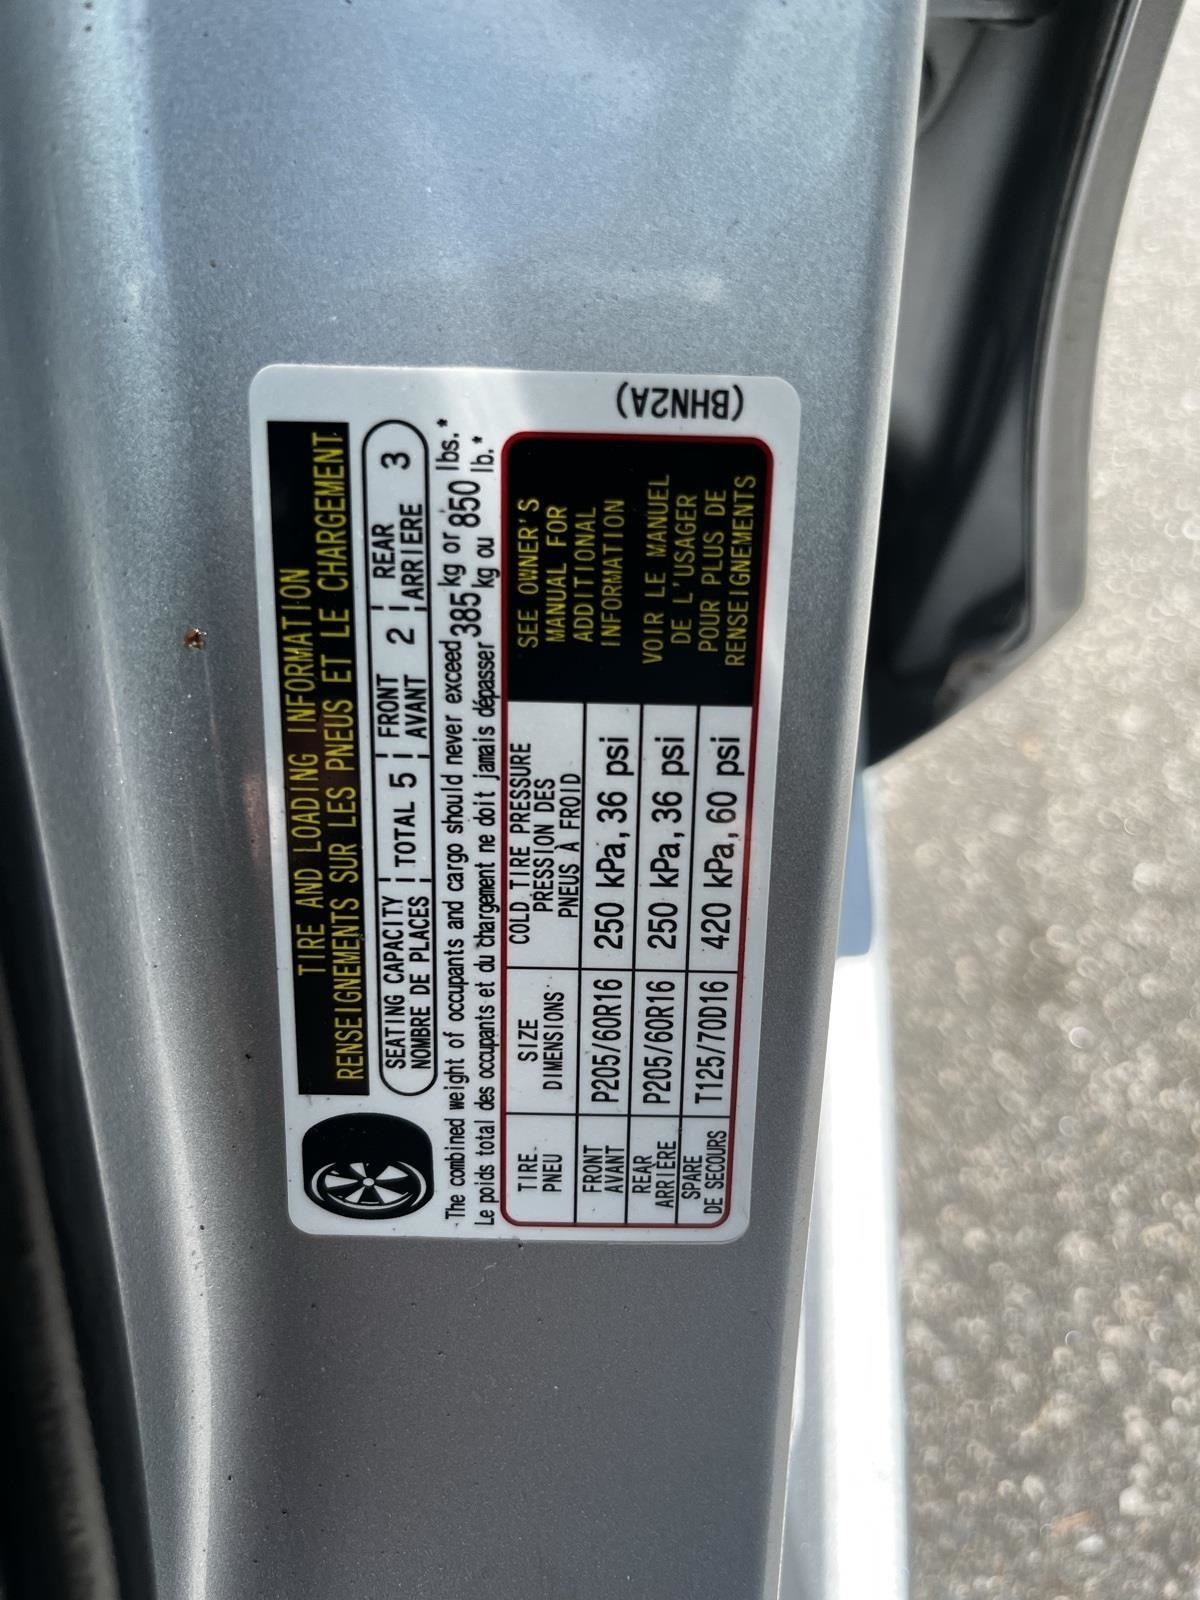 (BHN2A)
TIRE AND LOADING INFORMATION
RENSEIGNEMENTS SUR LES PNEUS ET LE CHARGEMENT
SEATING CAPACITY TOTAL 5 FRONT 2 REAR 3
NOMBRE DE PLACES AVANT ARRIÈRE
The combined weight of occupants and cargo should never exceed 385 kg or 850 lbs.*
Le poids total des occupants et du chargement ne doit jamais dépasser kg ou lb.*
TIRE SIZE COLD TIRE PRESSURE
PNEU DIMENSIONS PRESSION DES
PNEUS À FROID
FRONT
AVANT P205/60R16 250 kPa, 36 psi
REAR
ARRIÈRE P205/60R16 250 kPa, 36 psi
SPARE
DE SECOURS T125/70D16 420 kPa, 60 psi
SEE OWNER'S
MANUAL FOR
ADDITIONAL
INFORMATION
VOIR LE MANUEL
DE L'USAGER
POUR PLUS DE
RENSEIGNEMENTS